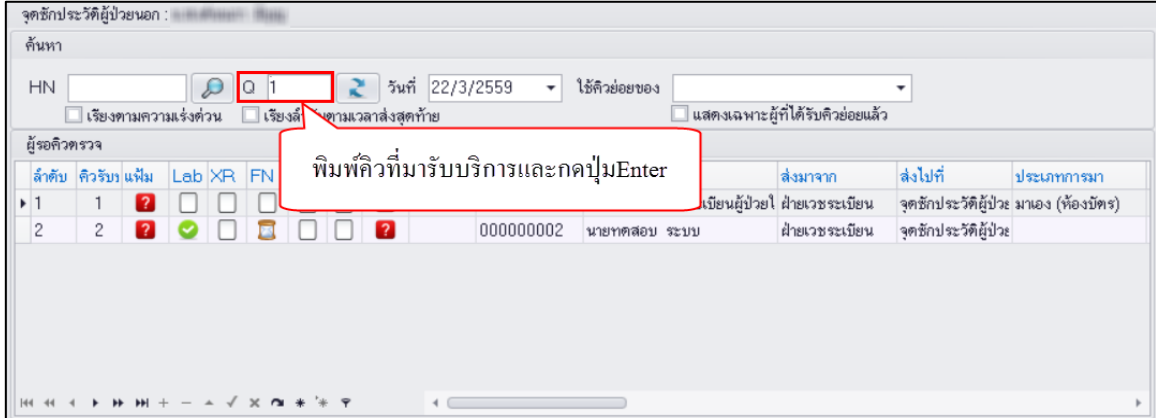 จุดซักประวัติผู้ป่วยนอก :
ค้นหา
HN Q 1 วันที่ 22/3/2559 ใช้คิวย่อยของ
เรียงตามความเร่งด่วน เรียงลำดับตามเวลาส่งสุดท้าย แสดงเฉพาะผู้ที่ได้รับคิวย่อยแล้ว
ผู้รอคิวตรวจ
พิมพ์คิวที่มารับบริการและกดปุ่มEnter
ลำดับ คิวรับ แฟ้ม Lab XR FN ส่งมาจาก ส่งไปที่ ประเภทการมา
1 1 เบียนผู้ป่วยใ ฝ่ายเวชระเบียน จุดซักประวัติผู้ป่วย มาเอง (ห้องบัตร)
2 2 000000002 นายทดสอบ ระบบ ฝ่ายเวชระเบียน จุดซักประวัติผู้ป่วย